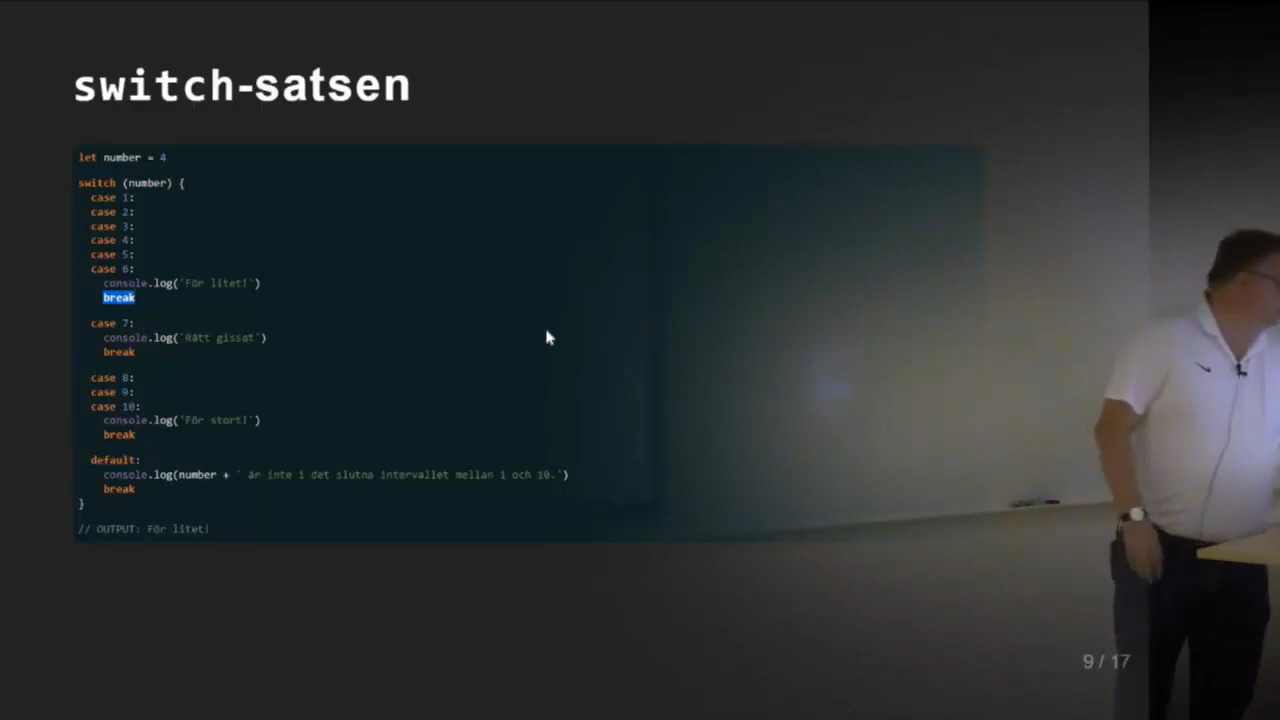 switch-satsen
let number = 4
switch (number) {
case 1:
case 2:
case 3:
case 4:
case 5:
case 6:
console.log(`För litet!`)
break
case 7:
console.log(`Rätt gissat`)
break
case 8:
case 9:
case 10:
console.log(`För stort!`)
break
default:
console.log(number + ` är inte i det slutna intervallet mellan 1 och 10.`)
break
}
// OUTPUT: För litet!
9 / 17